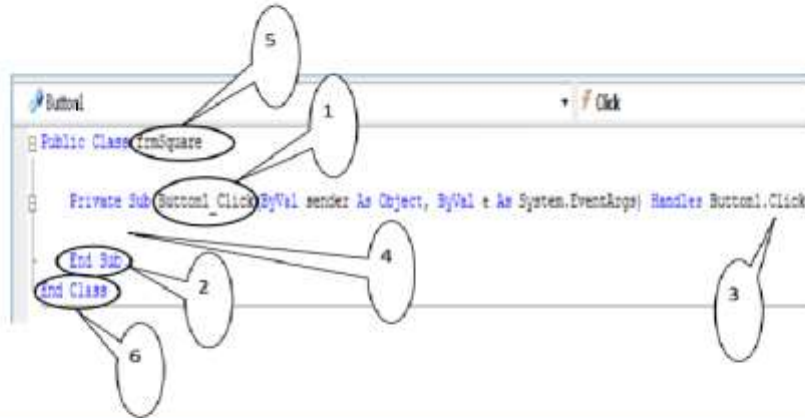 5
Button1 Click
1
Public Class frmSquare
Private Sub Button1_Click(ByVal sender As Object, ByVal e As System.EventArgs) Handles Button1.Click
4
End Sub
2
3
End Class
6